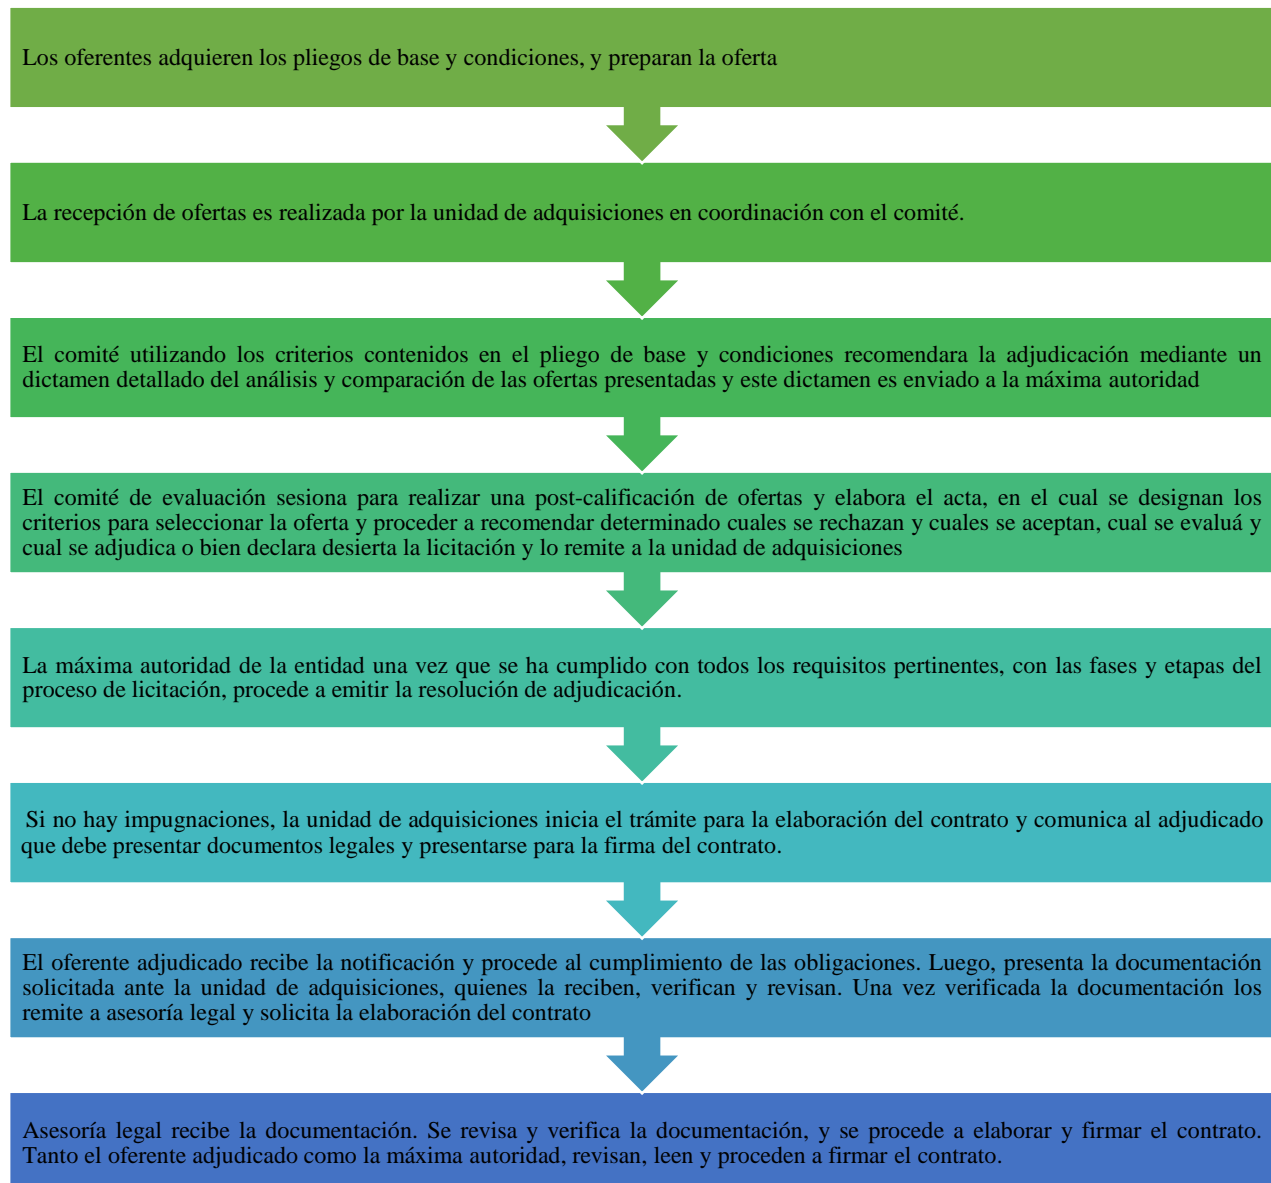 Los oferentes adquieren los pliegos de base y condiciones, y preparan la oferta
La recepción de ofertas es realizada por la unidad de adquisiciones en coordinación con el comité.
El comité utilizando los criterios contenidos en el pliego de base y condiciones recomendara la adjudicación mediante un
dictamen detallado del análisis y comparación de las ofertas presentadas y este dictamen es enviado a la máxima autoridad
El comité de evaluación sesiona para realizar una post-calificación de ofertas y elabora el acta, en el cual se designan los
criterios para seleccionar la oferta y proceder a recomendar determinado cuales se rechazan y cuales se aceptan, cual se evaluá y
cual se adjudica o bien declara desierta la licitación y lo remite a la unidad de adquisiciones
La máxima autoridad de la entidad una vez que se ha cumplido con todos los requisitos pertinentes, con las fases y etapas del
proceso de licitación, procede a emitir la resolución de adjudicación.
Si no hay impugnaciones, la unidad de adquisiciones inicia el trámite para la elaboración del contrato y comunica al adjudicado
que debe presentar documentos legales y presentarse para la firma del contrato.
El oferente adjudicado recibe la notificación y procede al cumplimiento de las obligaciones. Luego, presenta la documentación
solicitada ante la unidad de adquisiciones, quienes la reciben, verifican y revisan. Una vez verificada la documentación los
remite a asesoría legal y solicita la elaboración del contrato
Asesoría legal recibe la documentación. Se revisa y verifica la documentación, y se procede a elaborar y firmar el contrato.
Tanto el oferente adjudicado como la máxima autoridad, revisan, leen y proceden a firmar el contrato.